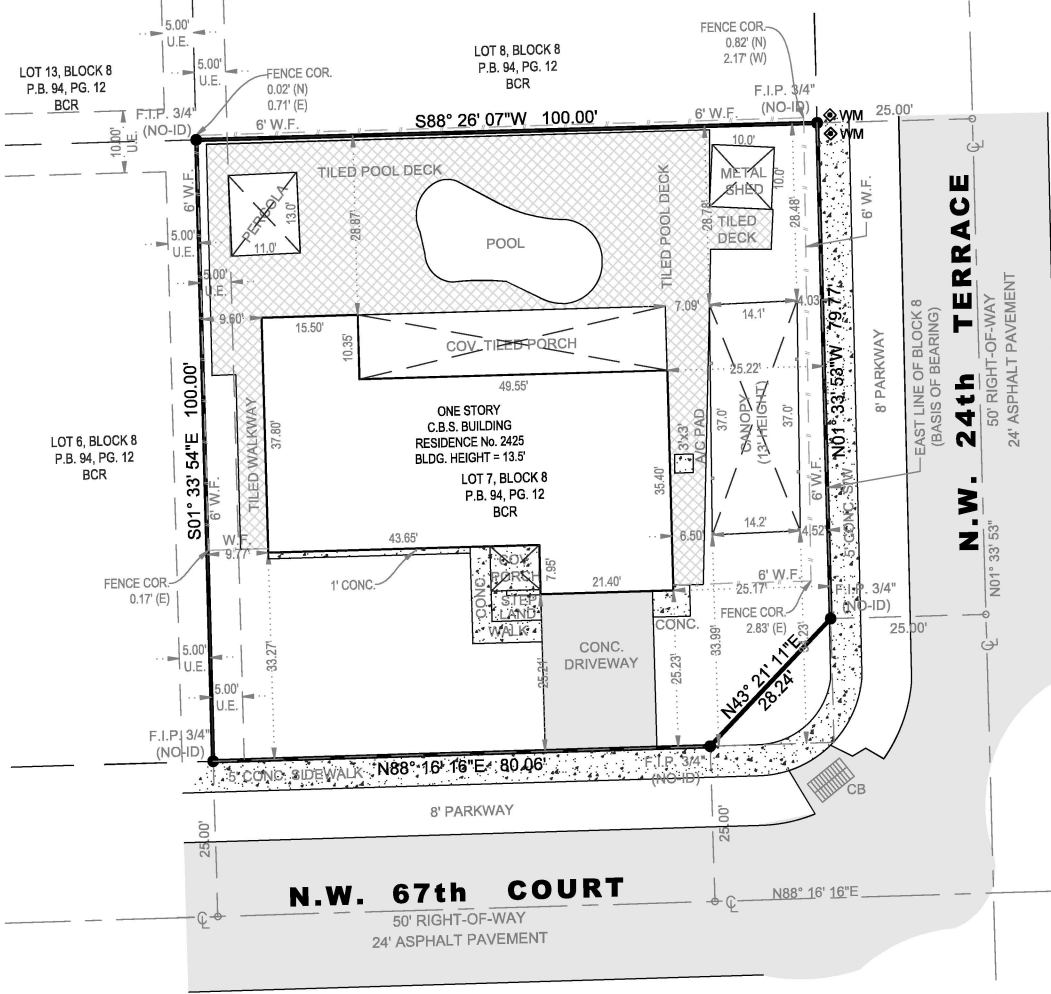 5.00'
U.E.
LOT 13, BLOCK 8
P.B. 94, PG. 12
BCR
5.00'
U.E.
FENCE COR.
0.02' (N)
0.71' (E)
LOT 8, BLOCK 8
P.B. 94, PG. 12
BCR
FENCE COR.
0.82' (N)
2.17' (W)
F.I.P. 3/4"
(NO-ID)
6' W.F.
S88° 26' 07"W 100.00'
6' W.F.
F.I.P. 3/4"
(NO-ID)
WM
WM
25.00'
10.00'
U.E.
6' W.F.
TILED POOL DECK
PERGOLA
13.0'
11.0'
28.87'
POOL
TILED POOL DECK
28.78'
10.0'
METAL
SHED
10.0'
TILED
DECK
28.48'
6' W.F.
℄
5.00'
U.E.
5.00'
U.E.
9.60'
15.50'
10.35'
COV. TILED PORCH
49.55'
7.09'
14.1'
4.03'
25.22'
N01° 33' 53"W 79.77'
8' PARKWAY
EAST LINE OF BLOCK 8
(BASIS OF BEARING)
N.W. 24th TERRACE
50' RIGHT-OF-WAY
24' ASPHALT PAVEMENT
N01° 33' 53"
S01° 33' 54"E 100.00'
LOT 6, BLOCK 8
P.B. 94, PG. 12
BCR
6' W.F.
TILED WALKWAY
37.80'
ONE STORY
C.B.S. BUILDING
RESIDENCE No. 2425
BLDG. HEIGHT = 13.5'
LOT 7, BLOCK 8
P.B. 94, PG. 12
BCR
35.40'
3'x3'
A/C PAD
37.0'
CANOPY
(13' HEIGHT)
37.0'
6' W.F.
5' CONC. S/W
W.F.
9.77'
43.65'
6.50'
14.2'
4.52'
FENCE COR.
0.17' (E)
1' CONC.
CONC.
COV.
PORCH
7.95'
STEP
LAND
WALK
21.40'
CONC.
6' W.F.
25.17'
FENCE COR.
2.83' (E)
F.I.P. 3/4"
(NO-ID)
25.00'
℄
33.27'
25.21'
CONC.
DRIVEWAY
25.23'
33.99'
N43° 21' 11"E
28.24'
5.00'
U.E.
5.00'
U.E.
F.I.P. 3/4"
(NO-ID)
5' CONC. SIDEWALK
N88° 16' 16"E 80.06'
F.I.P. 3/4"
(NO-ID)
CB
8' PARKWAY
25.00'
25.00'
N.W. 67th COURT
℄
50' RIGHT-OF-WAY
24' ASPHALT PAVEMENT
℄
N88° 16' 16"E